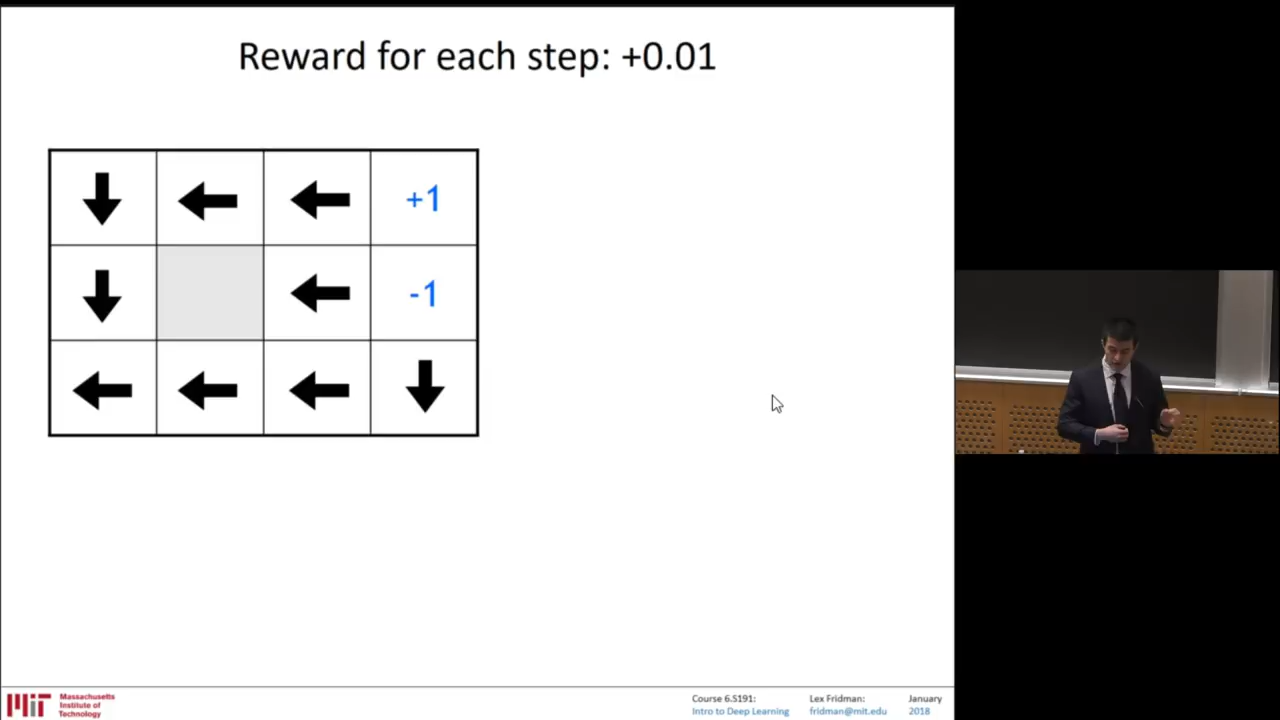 Reward for each step: +0.01
+1
-1
Massachusetts
Institute of
Technology
Course 6.S191:
Intro to Deep Learning
Lex Fridman:
fridman@mit.edu
January
2018